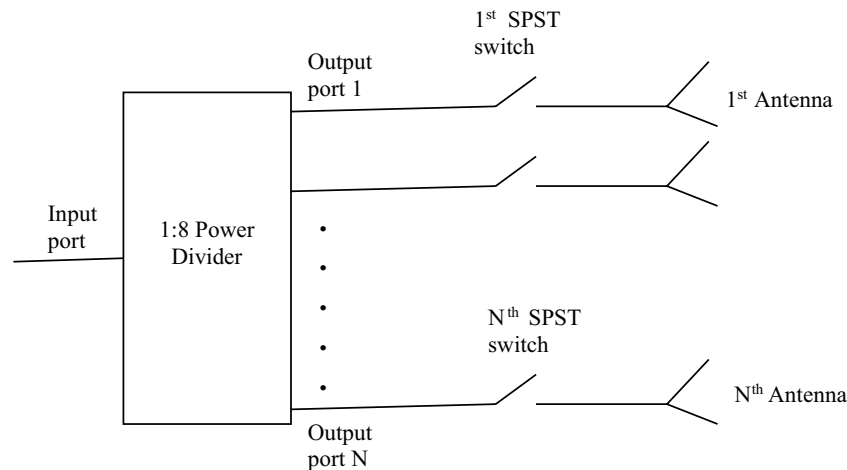 1st SPST
switch
Output
port 1
1st Antenna
Input
port
1:8 Power
Divider
Nth SPST
switch
Nth Antenna
Output
port N